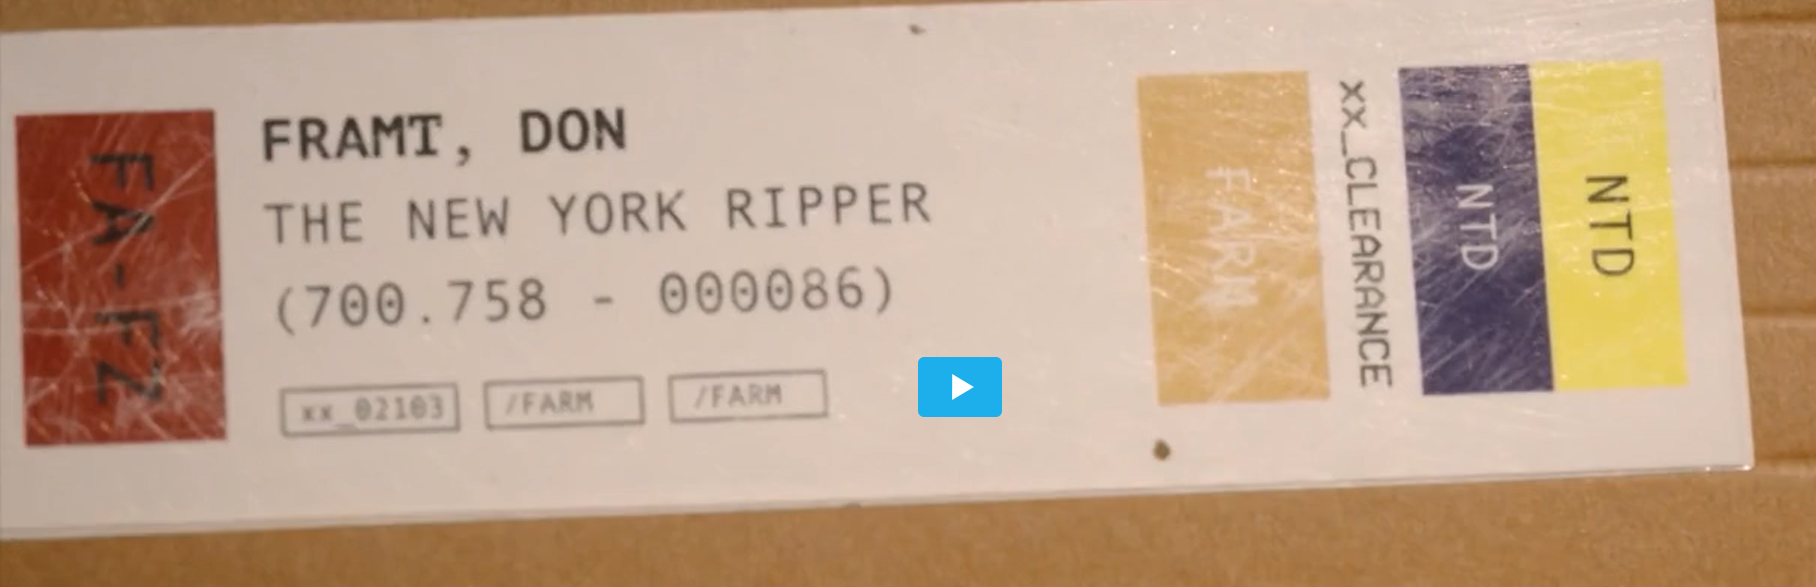 FA-FZ
FRAMT, DON
THE NEW YORK RIPPER
(700.758 - 000086)
xx_02103
/FARM
/FARM
FARM
xx_CLEARANCE
NTD
NTD